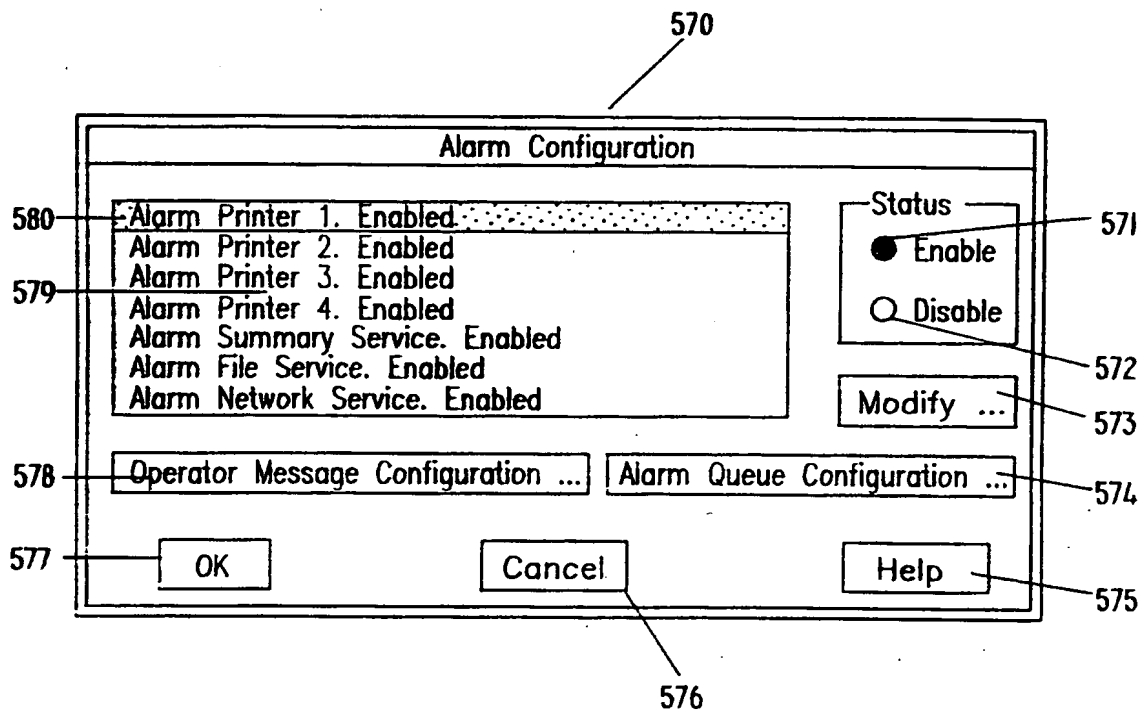 570
Alarm Configuration
580
Alarm Printer 1. Enabled
Alarm Printer 2. Enabled
579
Alarm Printer 3. Enabled
Alarm Printer 4. Enabled
Alarm Summary Service. Enabled
Alarm File Service. Enabled
Alarm Network Service. Enabled
Status
571
Enable
Disable
572
Modify ...
573
578
Operator Message Configuration ...
Alarm Queue Configuration ...
574
577
OK
Cancel
Help
575
576